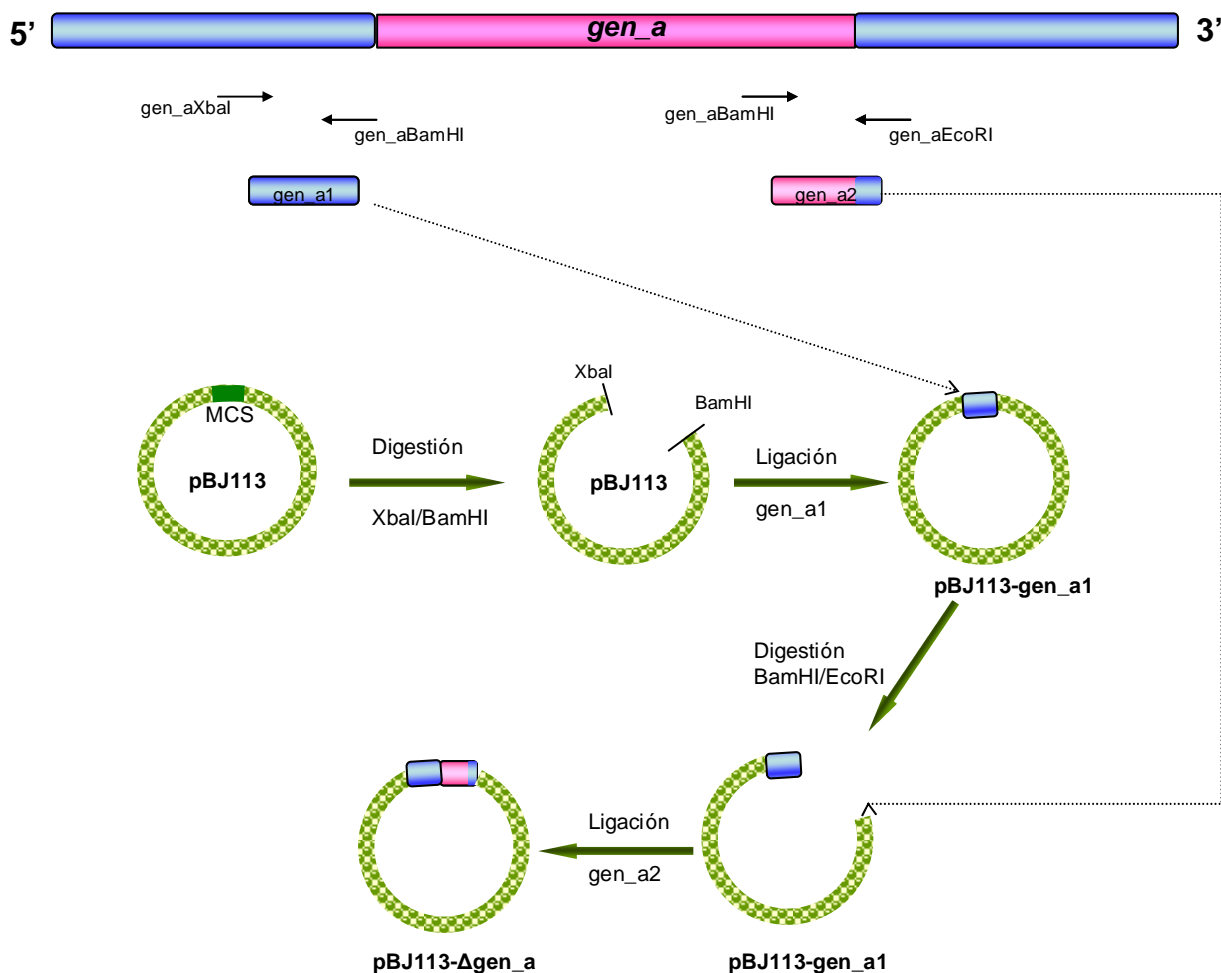 5’
gen_a
3’
gen_aXbaI
gen_aBamHI
gen_aBamHI
gen_aEcoRI
gen_a1
gen_a2
XbaI
BamHI
MCS
pBJ113
Digestión
XbaI/BamHI
pBJ113
Ligación
gen_a1
pBJ113-gen_a1
Digestión
BamHI/EcoRI
Ligación
gen_a2
pBJ113-Δgen_a
pBJ113-gen_a1